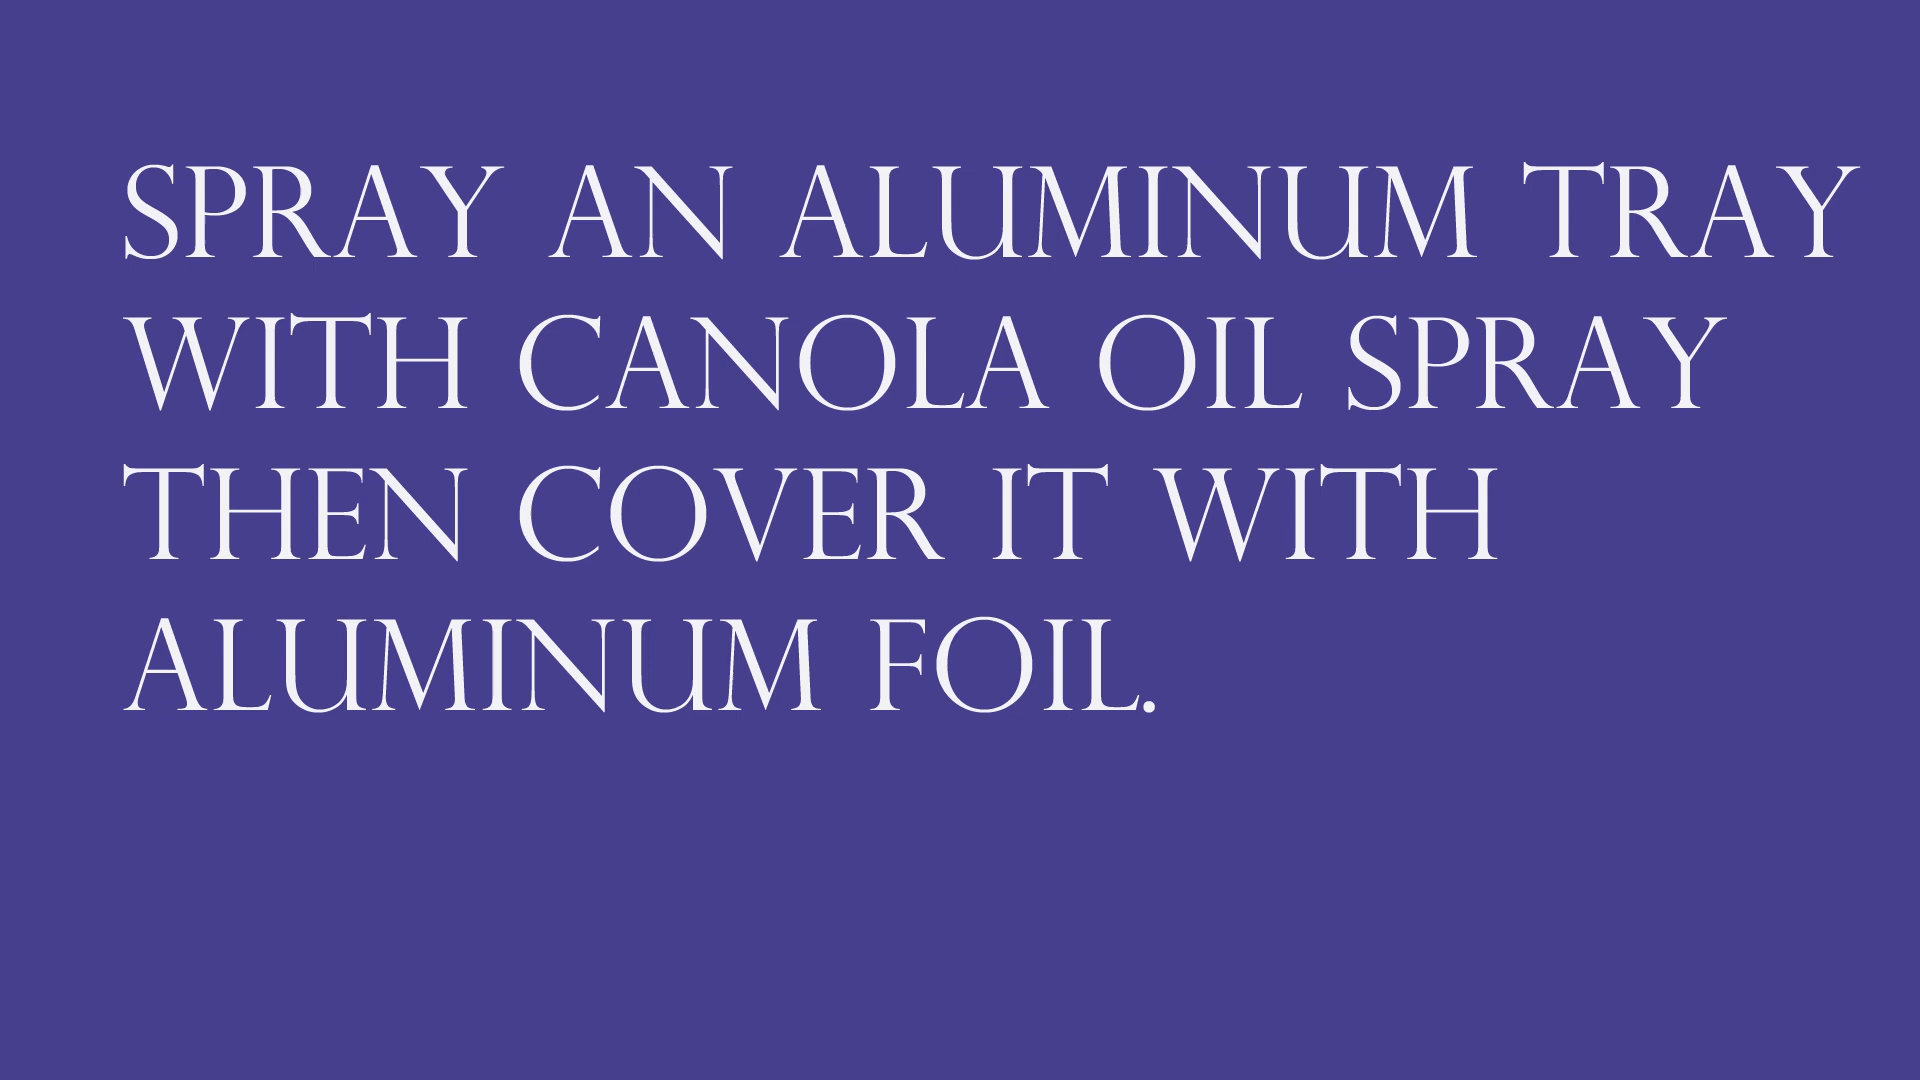 SPRAY AN ALUMINUM TRAY
WITH CANOLA OIL SPRAY
THEN COVER IT WITH
ALUMINUM FOIL.